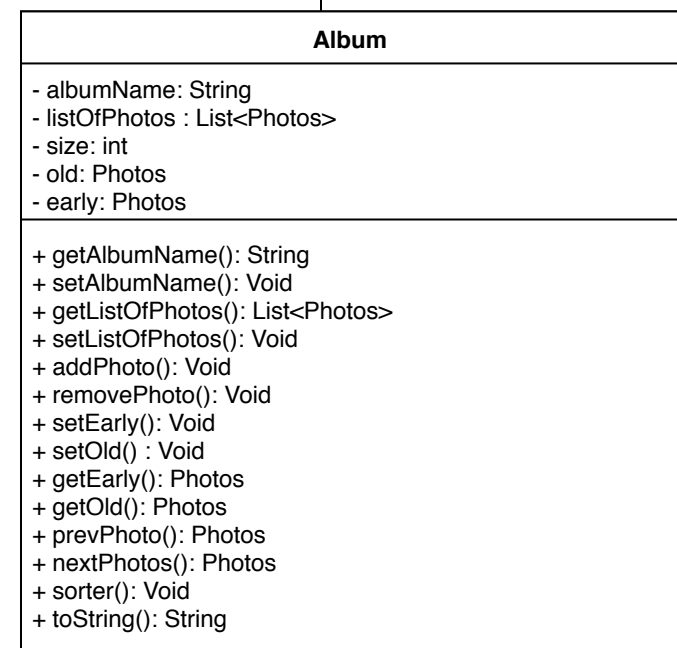 Album
- albumName: String
- listOfPhotos : List<Photos>
- size: int
- old: Photos
- early: Photos
+ getAlbumName(): String
+ setAlbumName(): Void
+ getListOfPhotos(): List<Photos>
+ setListOfPhotos(): Void
+ addPhoto(): Void
+ removePhoto(): Void
+ setEarly(): Void
+ setOld() : Void
+ getEarly(): Photos
+ getOld(): Photos
+ prevPhoto(): Photos
+ nextPhotos(): Photos
+ sorter(): Void
+ toString(): String